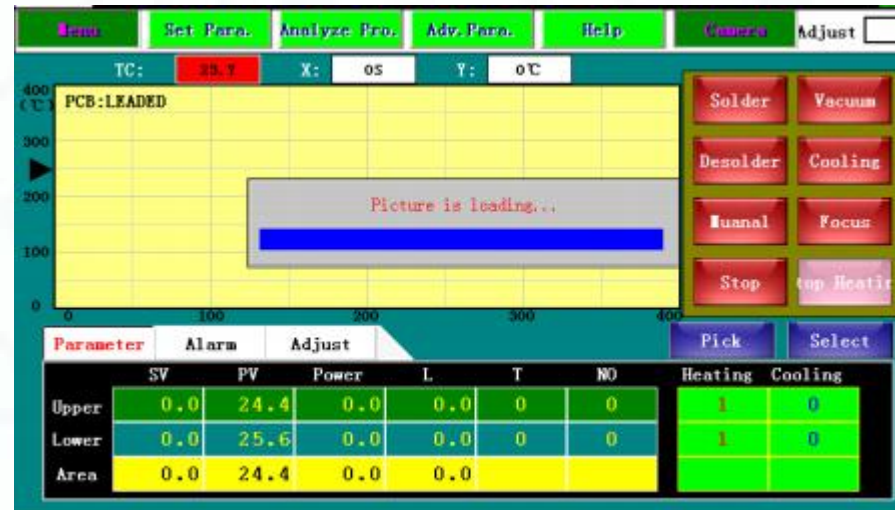 Menu Set Para. Analyze Pro. Adv.Para. Help Camera Adjust
TC: X: 0S Y: 0℃
400
(℃)
PCB:LEADED
300
200
100
0
0 100 200 300 400
Picture is loading...
Solder Vacuum
Desolder Cooling
Muanal Focus
Stop top Heatir
Pick Select
Parameter Alarm Adjust
SV PV Power L T NO Heating Cooling
Upper 0.0 24.4 0.0 0.0 0 0 1 0
Lower 0.0 25.6 0.0 0.0 0 0 1 0
Area 0.0 24.4 0.0 0.0